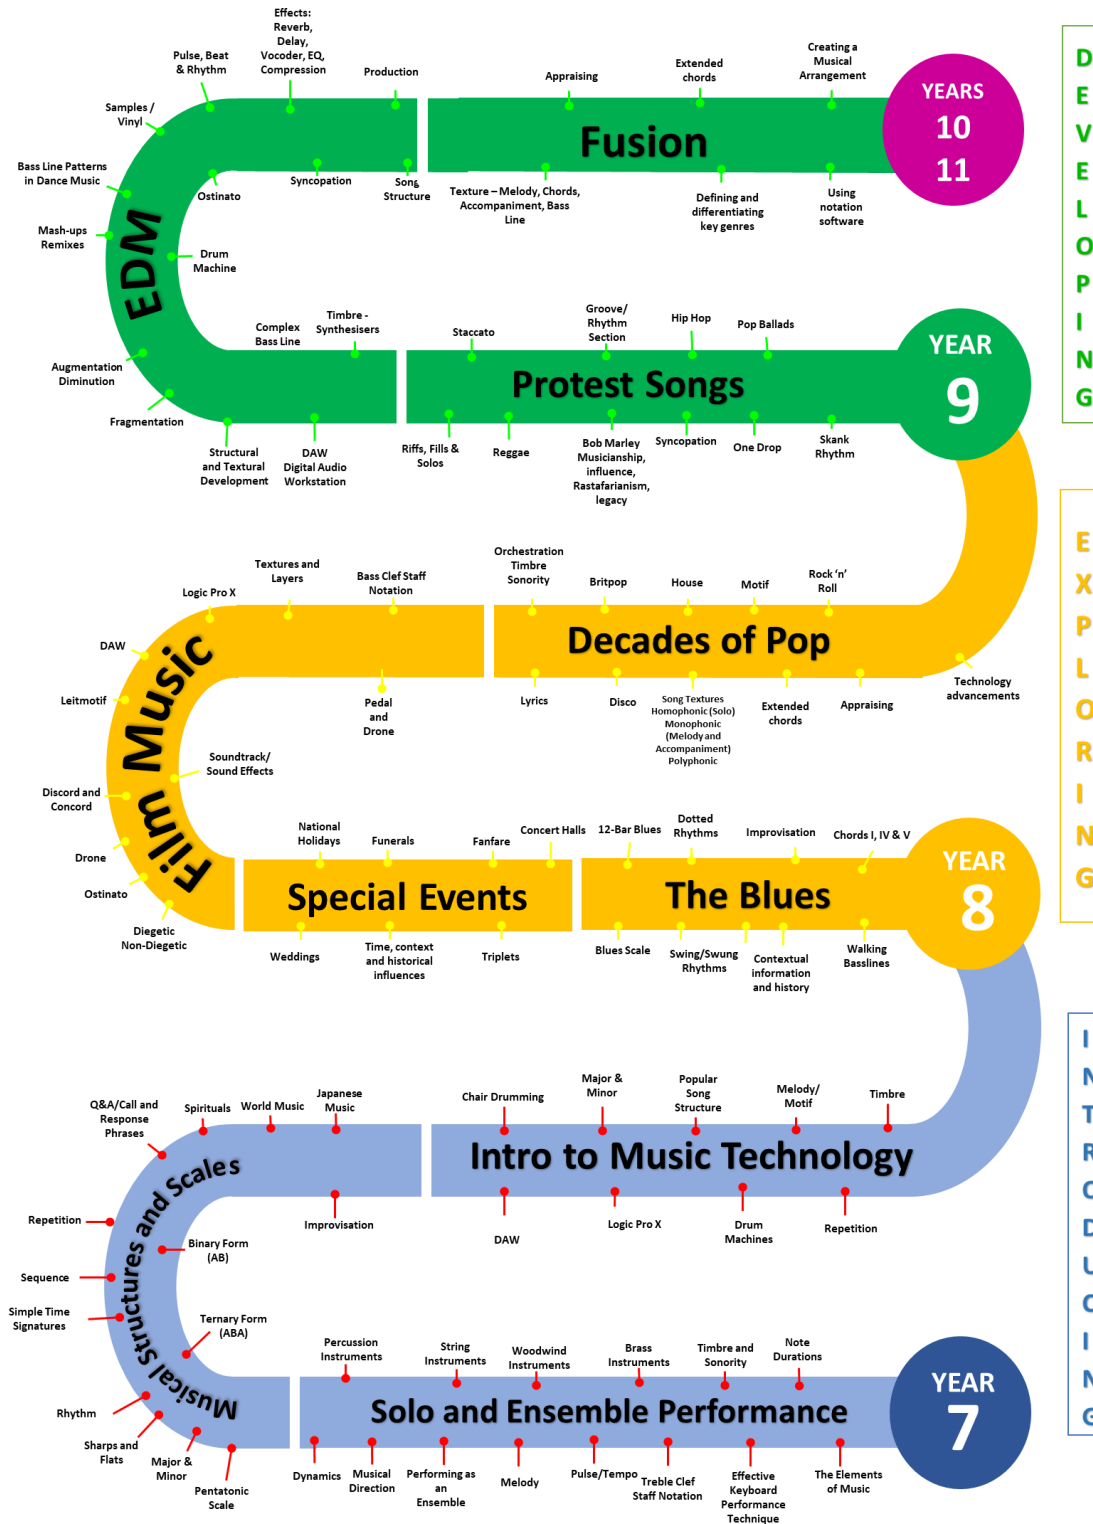 Effects:
Reverb,
Delay,
Vocoder, EQ,
Compression
Pulse, Beat
& Rhythm
Production
Samples /
Vinyl
Bass Line Patterns
in Dance Music
Mash-ups
Remixes
Ostinato
Syncopation
Song
Structure
Drum
Machine
EDM
Appraising
Extended
chords
Creating a
Musical
Arrangement
Fusion
Texture – Melody, Chords,
Accompaniment, Bass
Line
Defining and
differentiating
key genres
Using
notation
software
YEARS
10
11
DEVELOPING
Augmentation
Diminution
Fragmentation
Structural
and Textural
Development
DAW
Digital Audio
Workstation
Complex
Bass Line
Timbre -
Synthesisers
Staccato
Groove/
Rhythm
Section
Hip Hop
Pop Ballads
Protest Songs
Riffs, Fills &
Solos
Reggae
Bob Marley
Musicianship,
influence,
Rastafarianism,
legacy
Syncopation
One Drop
Skank
Rhythm
YEAR
9
Technology
advancements
Orchestration
Timbre
Sonority
Britpop
House
Motif
Rock ‘n’
Roll
Decades of Pop
Lyrics
Disco
Song Textures
Homophonic (Solo)
Monophonic
(Melody and
Accompaniment)
Polyphonic
Extended
chords
Appraising
EXPLORING
Textures and
Layers
Bass Clef Staff
Notation
Logic Pro X
DAW
Leitmotif
Pedal
and
Drone
Soundtrack/
Sound Effects
Film Music
Discord and
Concord
Drone
Ostinato
Diegetic
Non-Diegetic
National
Holidays
Funerals
Fanfare
Concert Halls
Special Events
Weddings
Time, context
and historical
influences
Triplets
12-Bar Blues
Dotted
Rhythms
Improvisation
Chords I, IV & V
The Blues
Blues Scale
Swing/Swung
Rhythms
Contextual
information
and history
Walking
Basslines
YEAR
8
INTRODUCING
Chair Drumming
Major &
Minor
Popular
Song
Structure
Melody/
Motif
Timbre
Intro to Music Technology
DAW
Logic Pro X
Drum
Machines
Repetition
Q&A/Call and
Response
Phrases
Spirituals
World Music
Japanese
Music
Improvisation
Repetition
Binary Form
(AB)
Sequence
Simple Time
Signatures
Ternary Form
(ABA)
Musical Structures and Scales
Rhythm
Sharps and
Flats
Major &
Minor
Pentatonic
Scale
Percussion
Instruments
String
Instruments
Woodwind
Instruments
Brass
Instruments
Timbre and
Sonority
Note
Durations
Solo and Ensemble Performance
Dynamics
Musical
Direction
Performing as
an
Ensemble
Melody
Pulse/Tempo
Treble Clef
Staff Notation
Effective
Keyboard
Performance
Technique
The Elements
of Music
YEAR
7